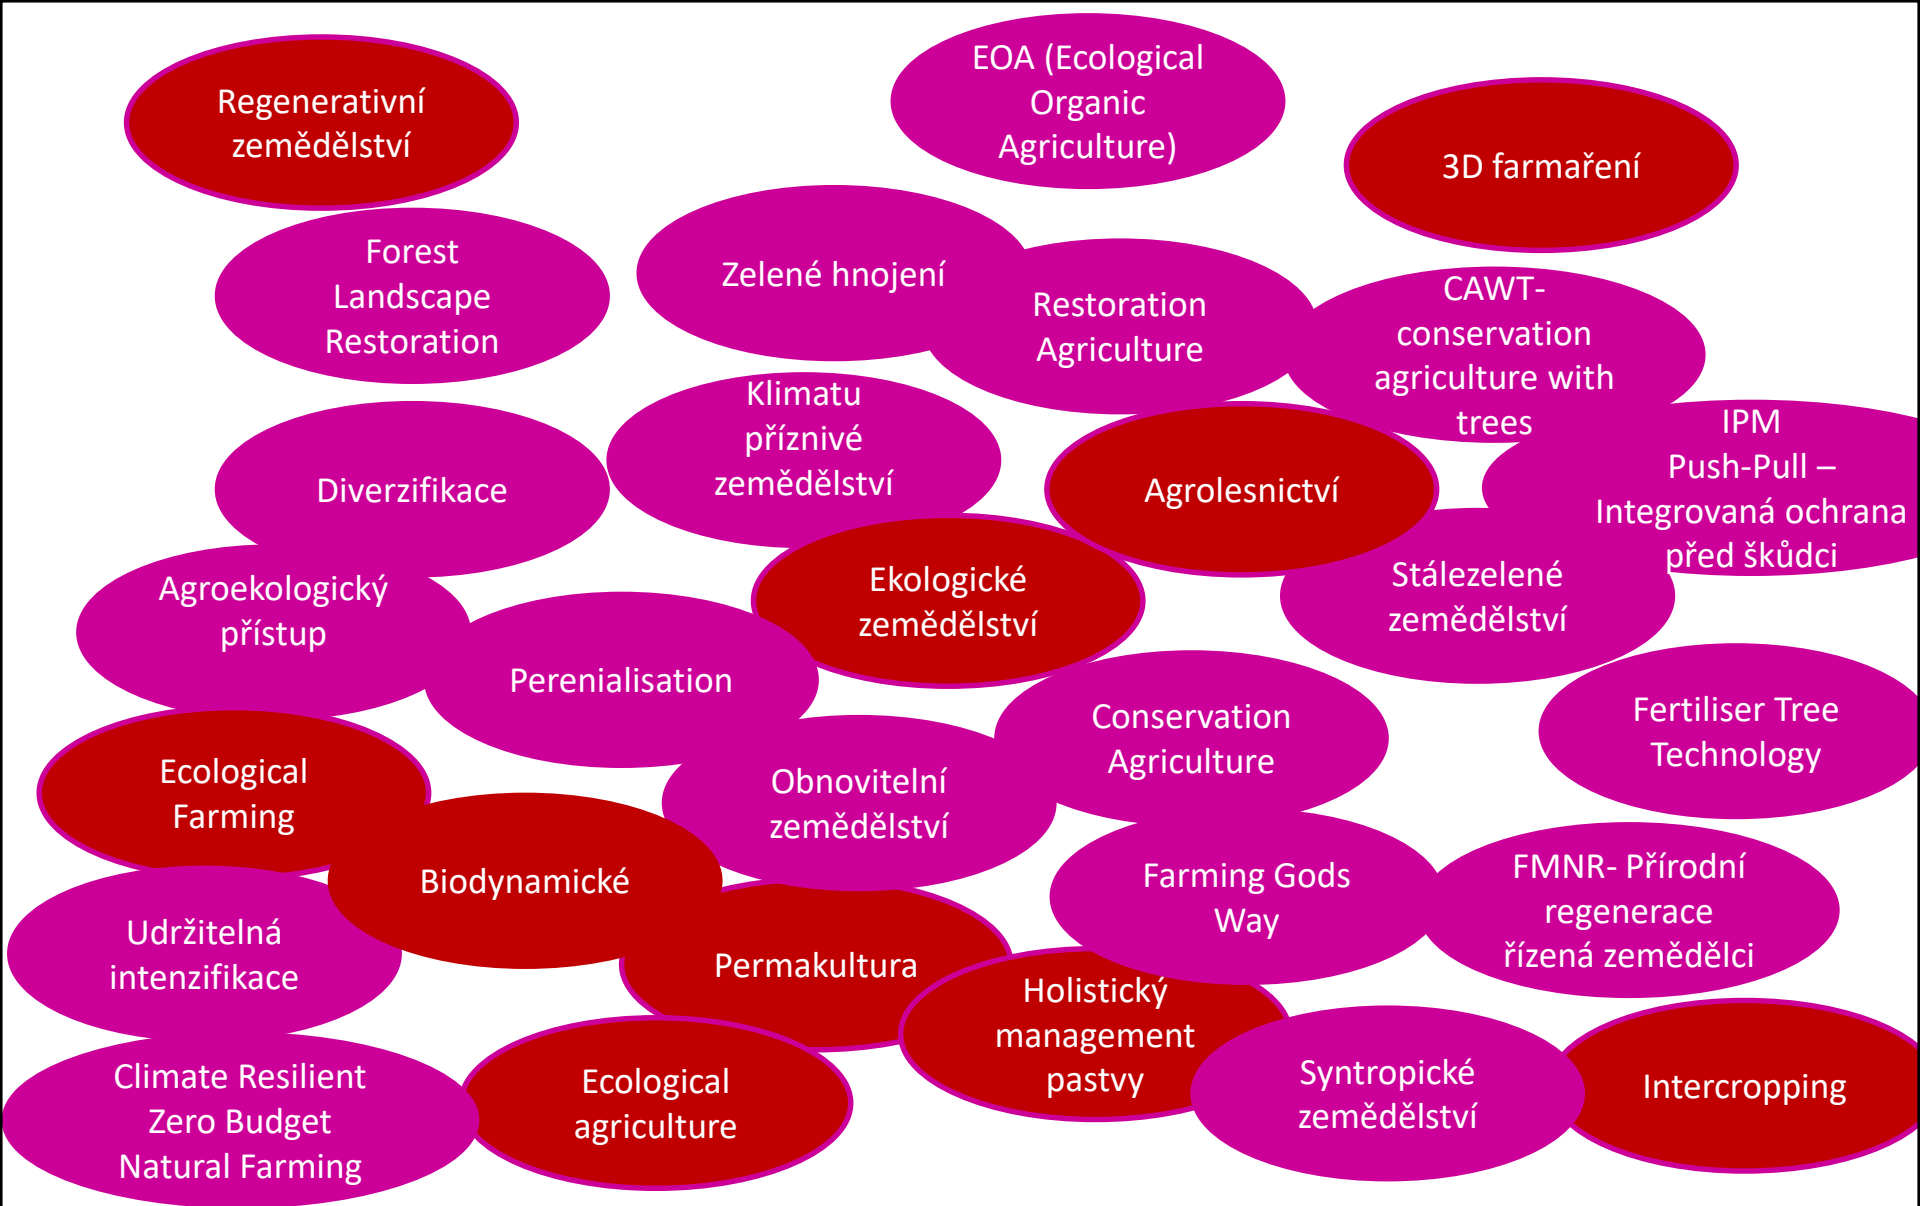 Regenerativní
zemědělství
EOA (Ecological
Organic
Agriculture)
3D farmaření
Forest
Landscape
Restoration
Zelené hnojení
Restoration
Agriculture
CAWT-
conservation
agriculture with
trees
Klimatu
příznivé
zemědělství
IPM
Push-Pull –
Integrovaná ochrana
před škůdci
Diverzifikace
Agrolesnictví
Agroekologický
přístup
Ekologické
zemědělství
Stálezelené
zemědělství
Perenialisation
Conservation
Agriculture
Fertiliser Tree
Technology
Ecological
Farming
Obnovitelní
zemědělství
Biodynamické
Farming Gods
Way
FMNR- Přírodní
regenerace
řízená zemědělci
Udržitelná
intenzifikace
Permakultura
Holistický
management
pastvy
Climate Resilient
Zero Budget
Natural Farming
Ecological
agriculture
Syntropické
zemědělství
Intercropping